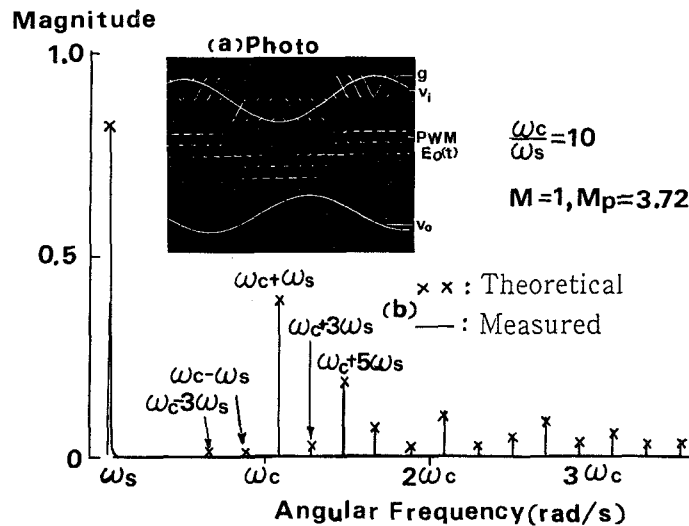 Magnitude
(a)Photo
1.0
g
vi
PWM
E₀(t)
vo
ωc/ωs=10
M=1,Mp=3.72
0.5
ωc+ωs
(b)
x x : Theoretical
— : Measured
ωc+3ωs
ωc+5ωs
ωc-ωs
ωc-3ωs
0
ωs
ωc
2ωc
3ωc
Angular Frequency(rad/s)